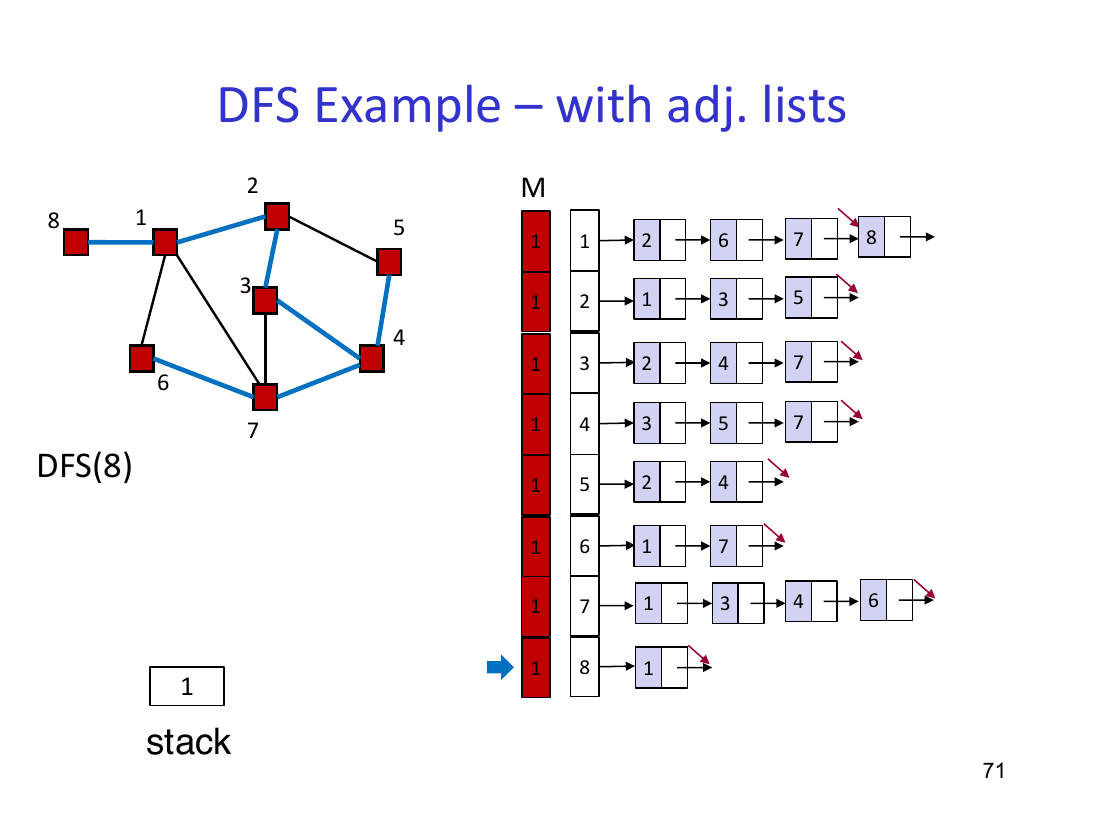 DFS Example – with adj. lists
M
2
8
1
5
3
4
6
7
DFS(8)
1 1 2 6 7 8
1 2 1 3 5
1 3 2 4 7
1 4 3 5 7
1 5 2 4
1 6 1 7
1 7 1 3 4 6
1 8 1
1
stack
71